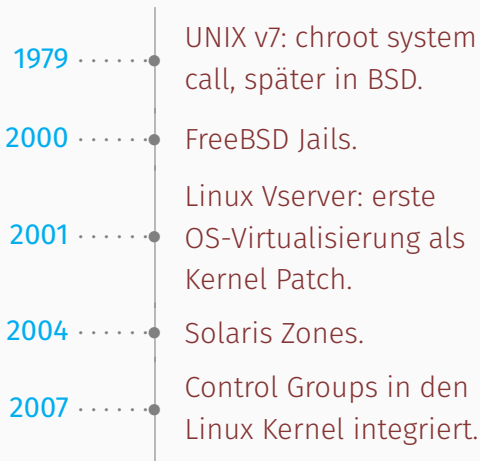 1979 UNIX v7: chroot system
call, später in BSD.
2000 FreeBSD Jails.
Linux Vserver: erste
2001 OS-Virtualisierung als
Kernel Patch.
2004 Solaris Zones.
Control Groups in den
2007 Linux Kernel integriert.